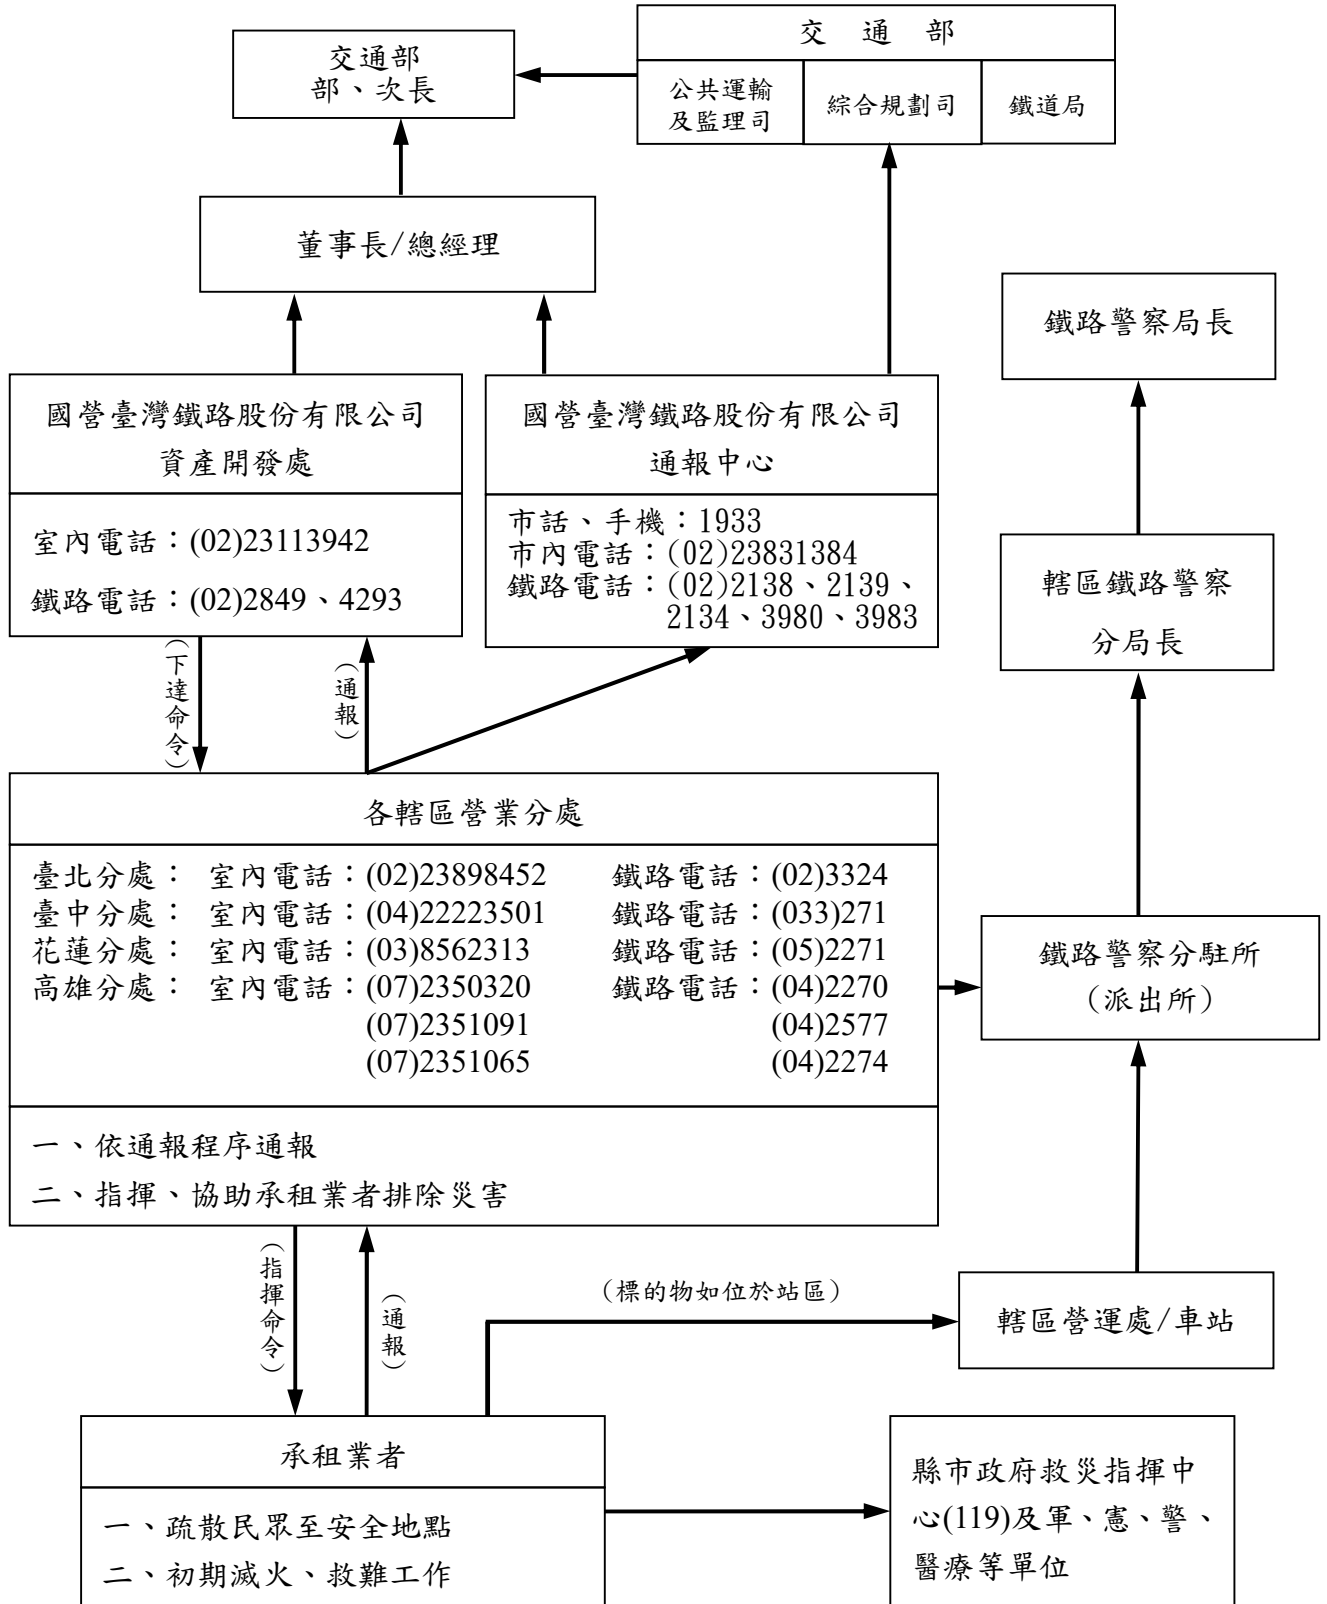 交通部
部、次長
交 通 部
公共運輸
及監理司
綜合規劃司
鐵道局
董事長/總經理
鐵路警察局長
國營臺灣鐵路股份有限公司
資產開發處
室內電話：(02)23113942
鐵路電話：(02)2849、4293
國營臺灣鐵路股份有限公司
通報中心
市話、手機：1933
市內電話：(02)23831384
鐵路電話：(02)2138、2139、
2134、3980、3983
轄區鐵路警察
分局長
(下達命令)
(通報)
各轄區營業分處
臺北分處： 室內電話：(02)23898452 鐵路電話：(02)3324
臺中分處： 室內電話：(04)22223501 鐵路電話：(033)271
花蓮分處： 室內電話：(03)8562313 鐵路電話：(05)2271
高雄分處： 室內電話：(07)2350320 鐵路電話：(04)2270
(07)2351091 (04)2577
(07)2351065 (04)2274
一、依通報程序通報
二、指揮、協助承租業者排除災害
鐵路警察分駐所
（派出所）
(指揮命令)
(通報)
（標的物如位於站區）
轄區營運處/車站
承租業者
一、疏散民眾至安全地點
二、初期滅火、救難工作
縣市政府救災指揮中
心(119)及軍、憲、警、
醫療等單位